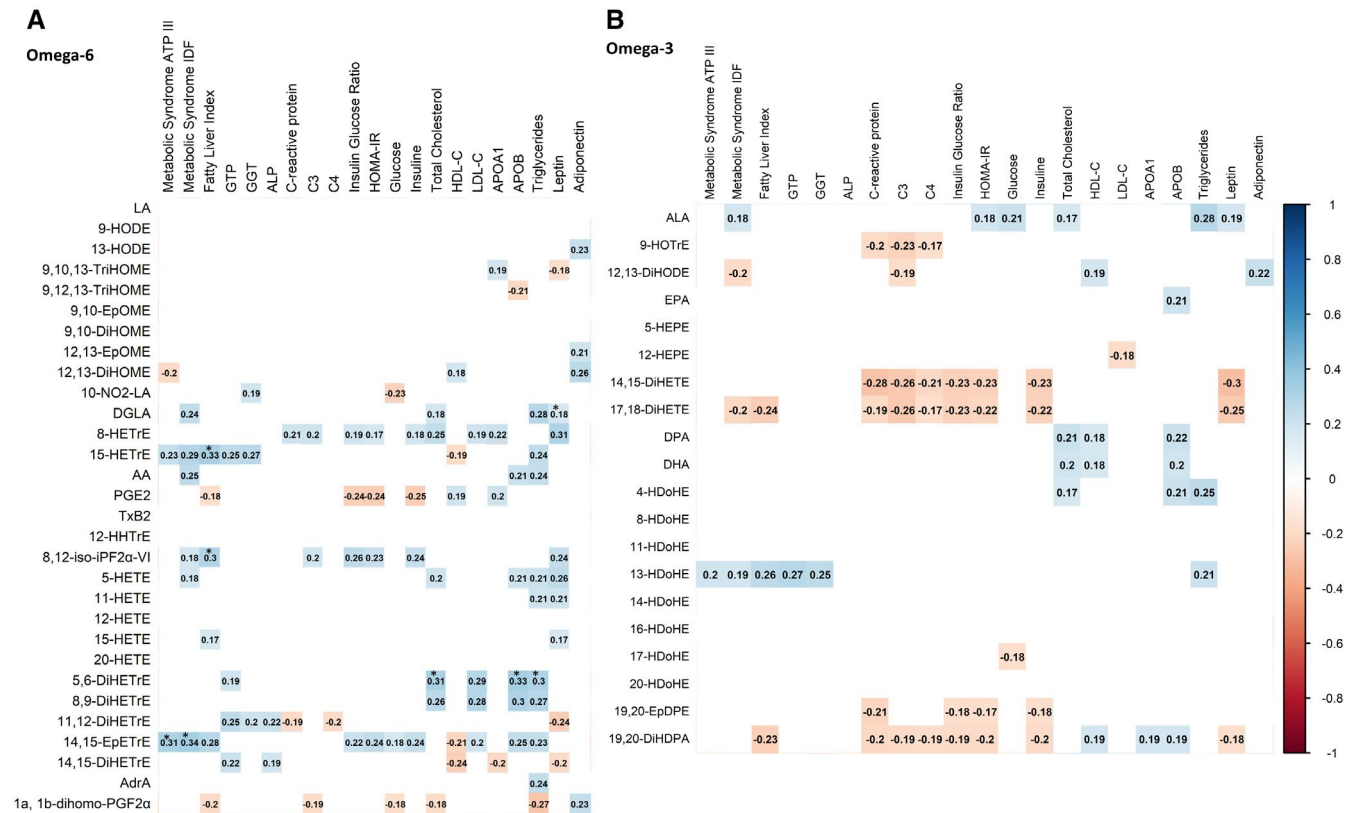 A
Omega-6
Metabolic Syndrome ATP III
Metabolic Syndrome IDF
Fatty Liver Index
GTP
GGT
ALP
C-reactive protein
C3
C4
Insulin Glucose Ratio
HOMA-IR
Glucose
Insuline
Total Cholesterol
HDL-C
LDL-C
APOA1
APOB
Triglycerides
Leptin
Adiponectin
LA
9-HODE
13-HODE 0.23
9,10,13-TriHOME 0.19 -0.18
9,12,13-TriHOME -0.21
9,10-EpOME
9,10-DiHOME
12,13-EpOME 0.21
12,13-DiHOME -0.2 0.18 0.26
10-NO2-LA 0.19 -0.23
DGLA 0.24 0.18 0.28 * 0.18
8-HETrE 0.21 0.2 0.19 0.17 0.18 0.25 0.19 0.22 0.31
15-HETrE 0.23 0.29 * 0.33 0.25 0.27 -0.19 0.24
AA 0.25 0.21 0.24
PGE2 -0.18 -0.24 -0.24 -0.25 0.19 0.2
TxB2
12-HHTrE
8,12-iso-iPF2α-VI 0.18 * 0.3 0.2 0.26 0.23 0.24 0.24
5-HETE 0.18 0.2 0.21 0.21 0.26
11-HETE 0.21 0.21
12-HETE
15-HETE 0.17 0.17
20-HETE
5,6-DiHETrE 0.19 * 0.31 0.29 * 0.33 * 0.3
8,9-DiHETrE 0.26 0.28 0.3 0.27
11,12-DiHETrE 0.25 0.2 0.22 -0.19 -0.2 -0.24
14,15-EpETrE * 0.31 * 0.34 0.28 0.22 0.24 0.18 0.24 -0.21 0.2 0.25 0.23
14,15-DiHETrE 0.22 0.19 -0.24 -0.2 -0.2
AdrA 0.24
1a, 1b-dihomo-PGF2α -0.2 -0.19 -0.18 -0.18 -0.27 0.23
B
Omega-3
Metabolic Syndrome ATP III
Metabolic Syndrome IDF
Fatty Liver Index
GTP
GGT
ALP
C-reactive protein
C3
C4
Insulin Glucose Ratio
HOMA-IR
Glucose
Insuline
Total Cholesterol
HDL-C
LDL-C
APOA1
APOB
Triglycerides
Leptin
Adiponectin
ALA 0.18 0.18 0.21 0.17 0.28 0.19
9-HOTrE -0.2 -0.23 -0.17
12,13-DiHODE -0.2 -0.19 0.19 0.22
EPA 0.21
5-HEPE
12-HEPE -0.18
14,15-DiHETE -0.28 -0.26 -0.21 -0.23 -0.23 -0.23 -0.3
17,18-DiHETE -0.2 -0.24 -0.19 -0.26 -0.17 -0.23 -0.22 -0.22 -0.25
DPA 0.21 0.18 0.22
DHA 0.2 0.18 0.2
4-HDoHE 0.17 0.21 0.25
8-HDoHE
11-HDoHE
13-HDoHE 0.2 0.19 0.26 0.27 0.25 0.21
14-HDoHE
16-HDoHE
17-HDoHE -0.18
20-HDoHE
19,20-EpDPE -0.21 -0.18 -0.17 -0.18
19,20-DiHDPA -0.23 -0.2 -0.19 -0.19 -0.19 -0.2 -0.2 0.19 0.19 0.19 -0.18
1
0.8
0.6
0.4
0.2
0
-0.2
-0.4
-0.6
-0.8
-1